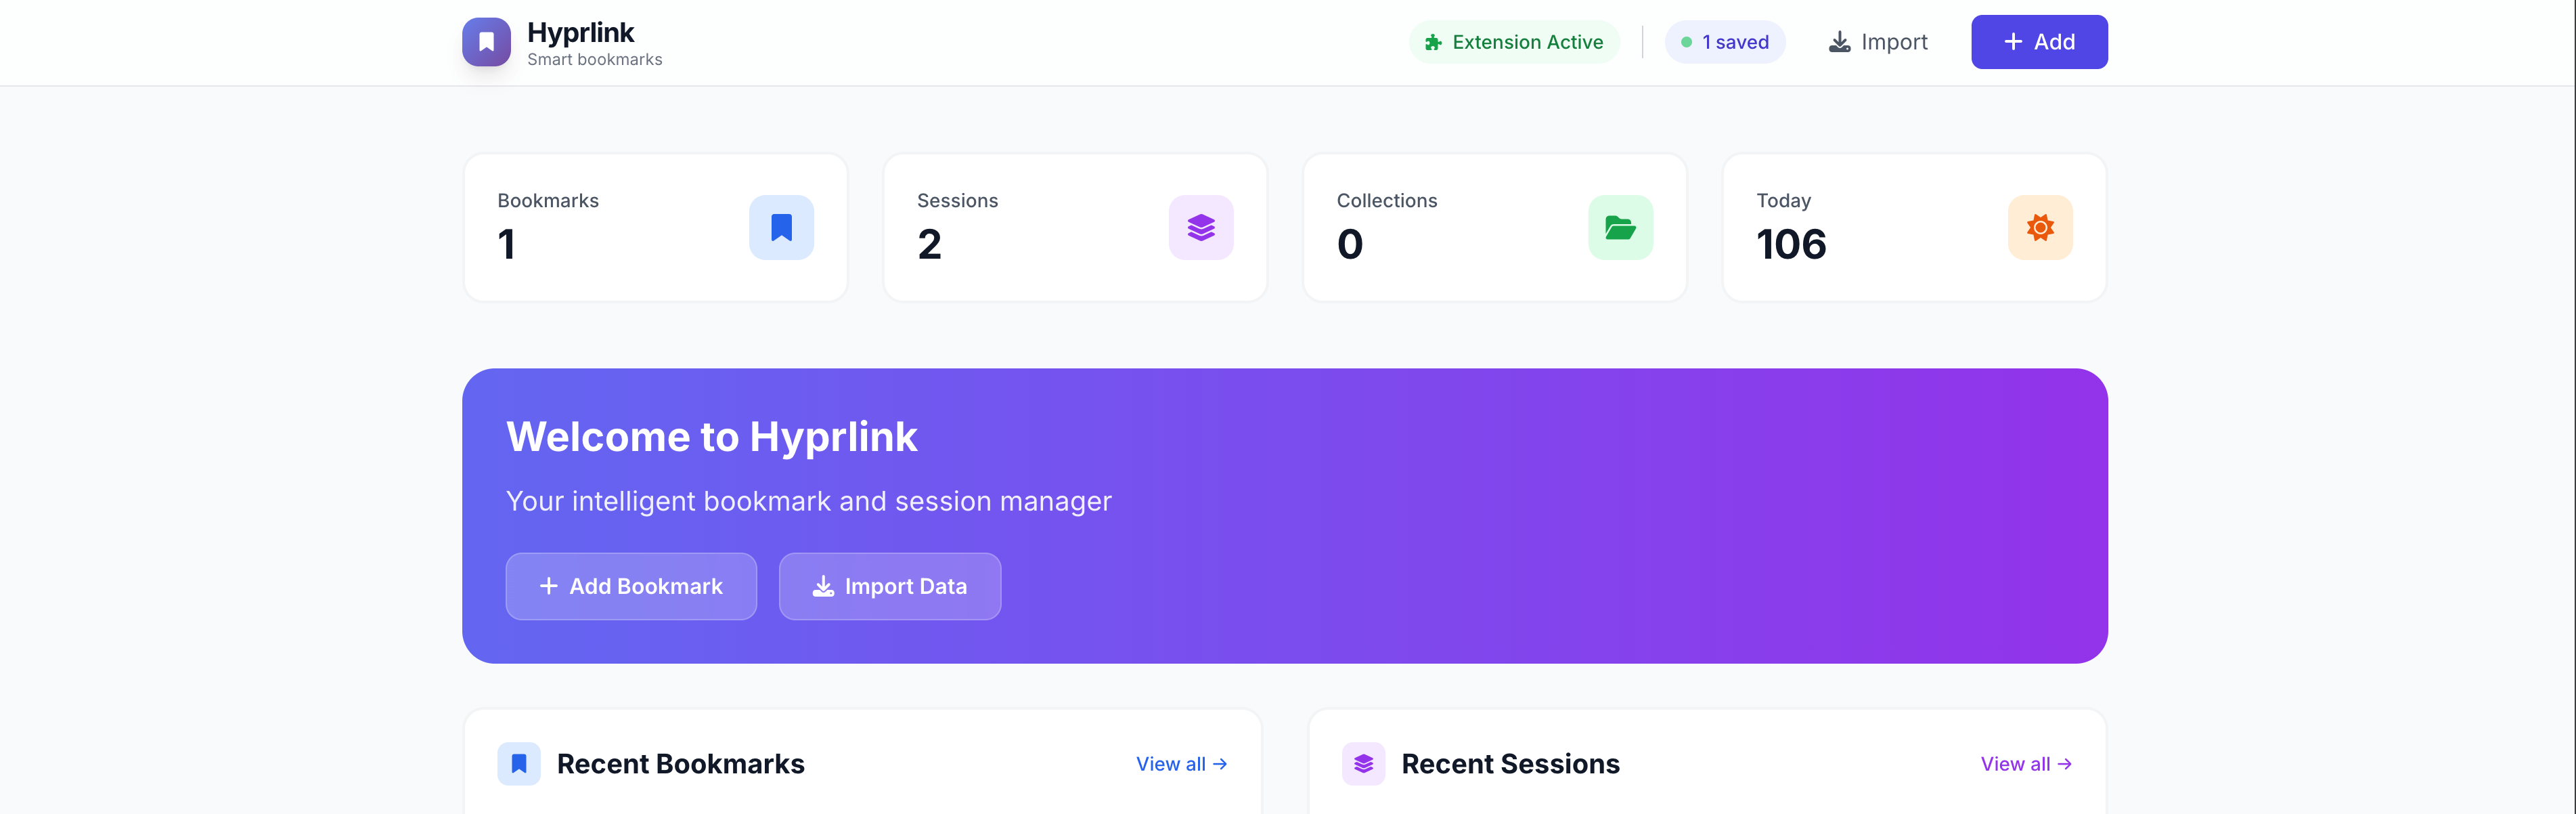 Hyprlink
Smart bookmarks
Extension Active
1 saved
Import
+ Add
Bookmarks
1
Sessions
2
Collections
0
Today
106
Welcome to Hyprlink
Your intelligent bookmark and session manager
+ Add Bookmark
Import Data
Recent Bookmarks
View all →
Recent Sessions
View all →